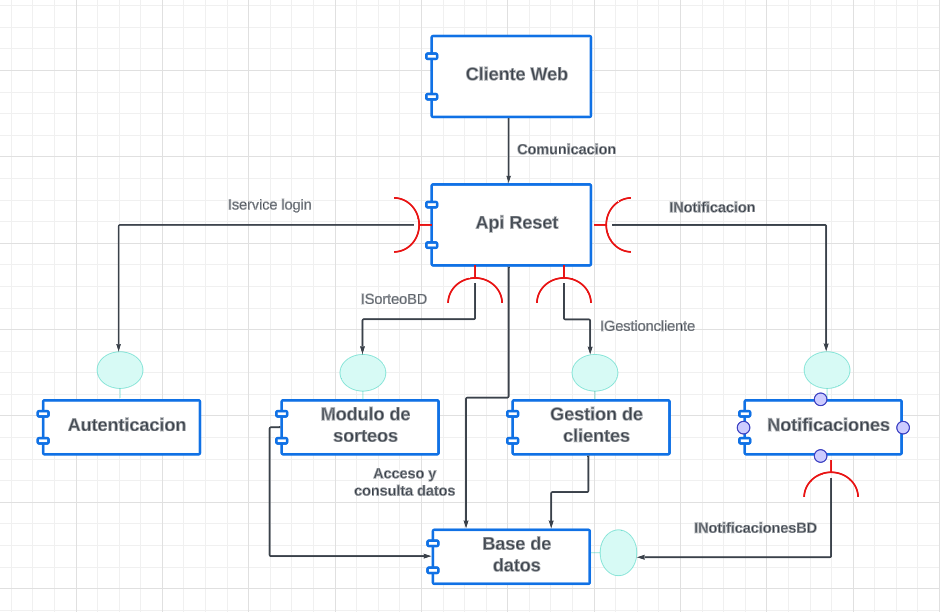 Cliente Web
Comunicacion
Api Reset
Iservice login
INotificacion
ISorteoBD
IGestioncliente
Autenticacion
Modulo de
sorteos
Gestion de
clientes
Notificaciones
Acceso y
consulta datos
INotificacionesBD
Base de
datos